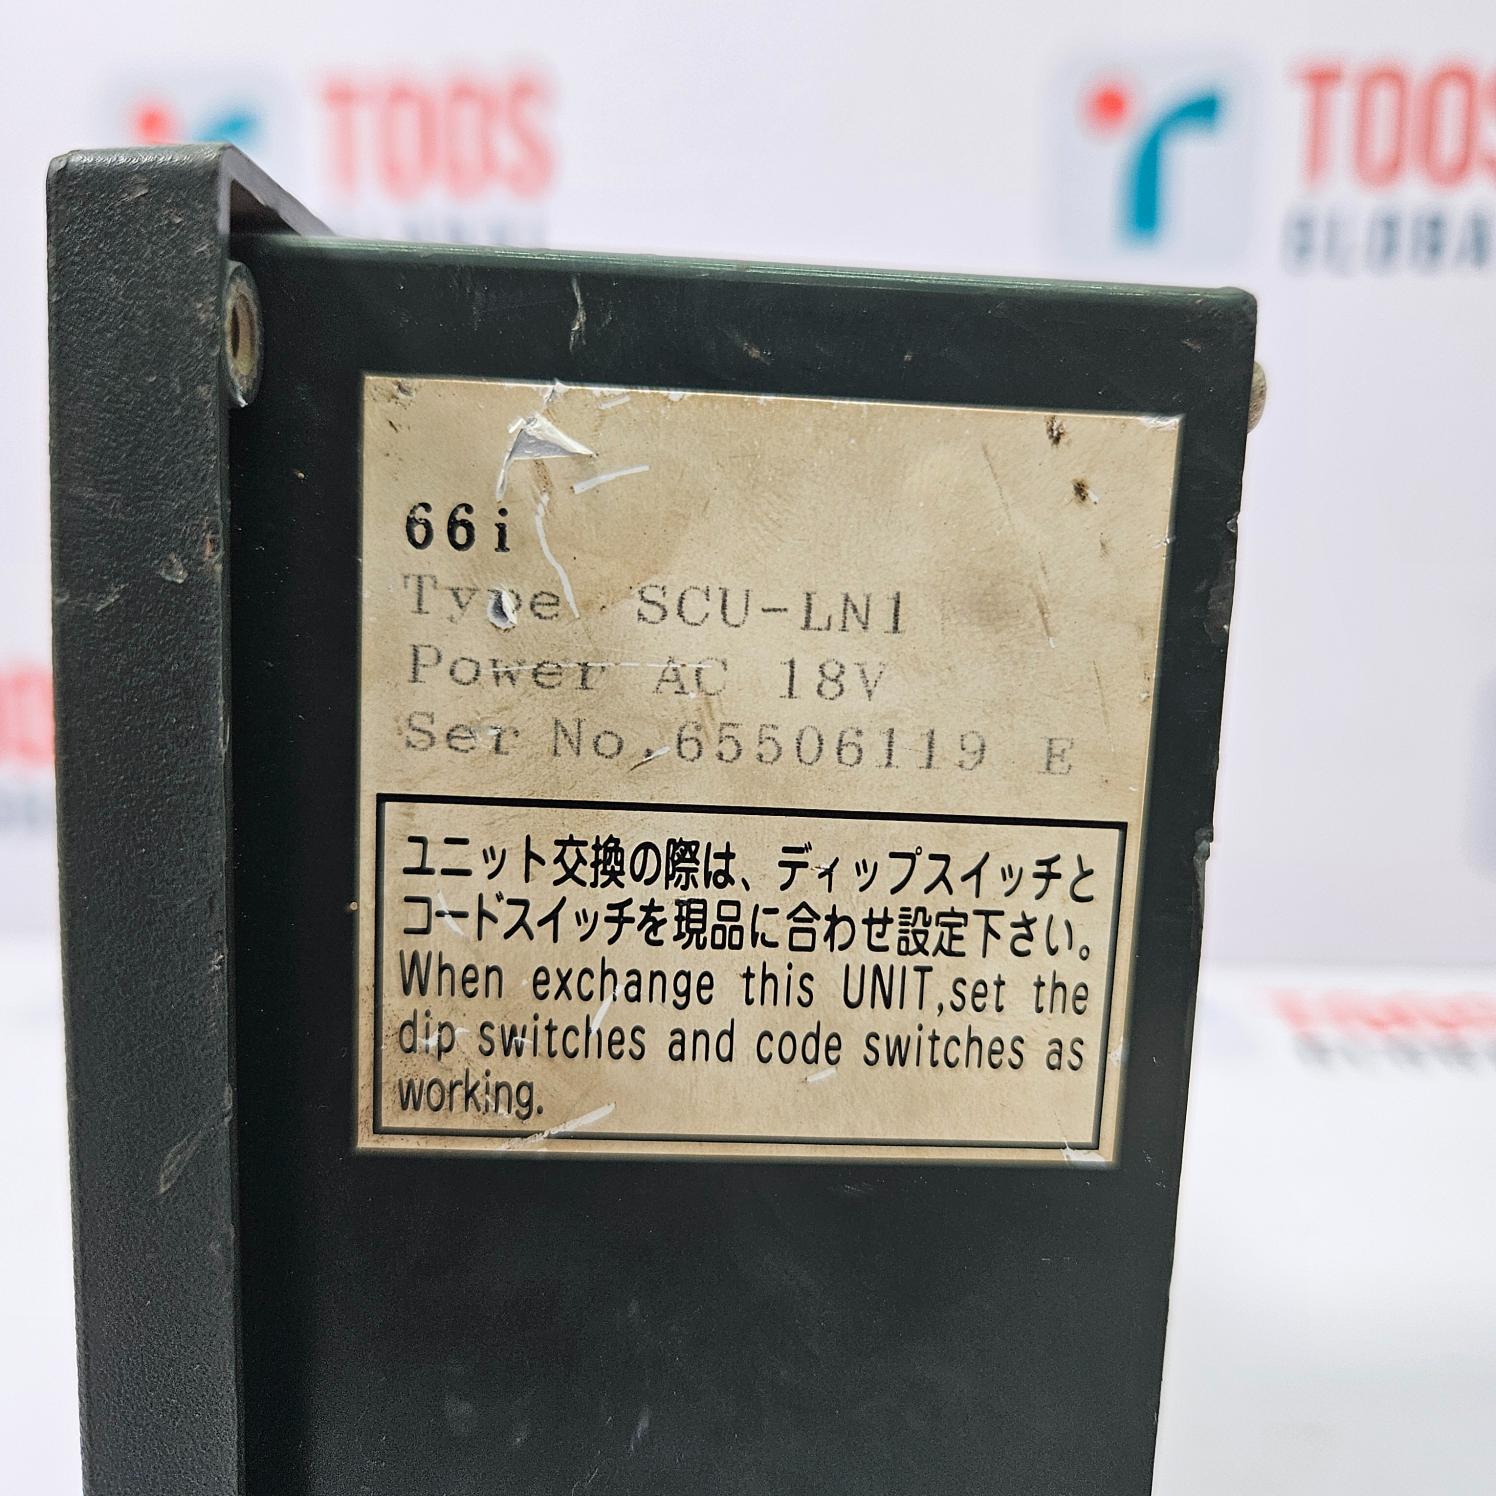 TOOS
TOOS
GLOBA
66i
Type SCU-LN1
Power AC 18V
Ser No.65506119 E
ユニット交換の際は、ディップスイッチと
コードスイッチを現品に合わせ設定下さい。
When exchange this UNIT,set the
dip switches and code switches as
working.